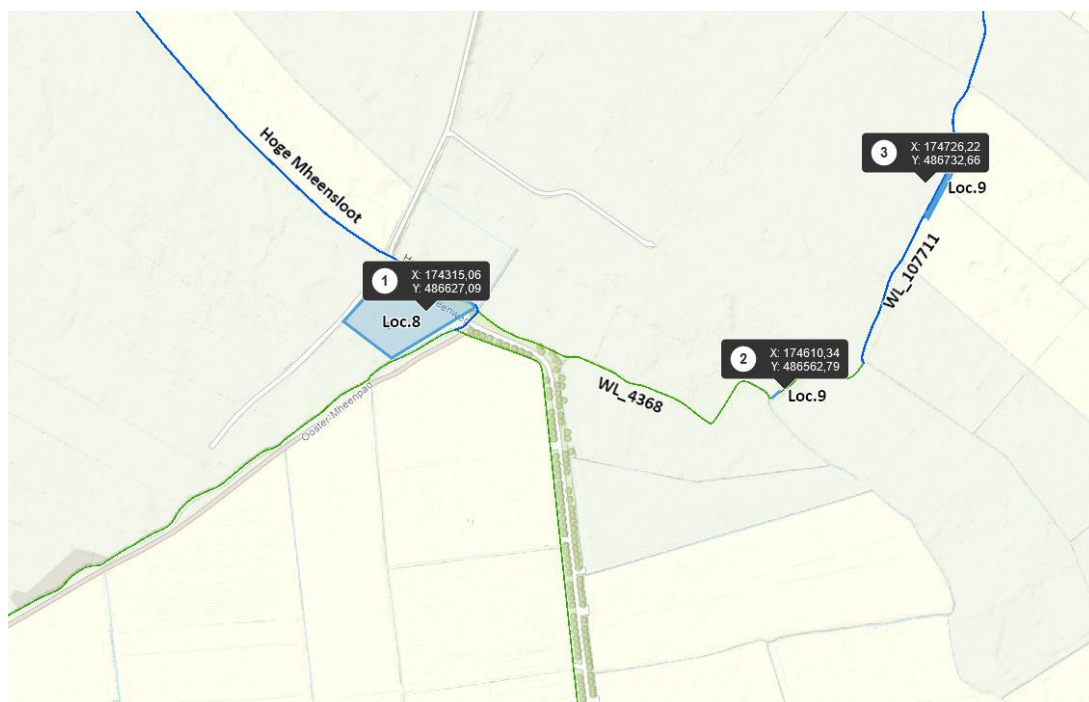 Hoge Mheensloot
3
X: 174726,22
Y: 486732,66
Loc.9
WL_107711
1
X: 174315,06
Y: 486627,09
Loc.8
2
X: 174610,34
Y: 486562,79
Loc.9
WL_4368
Ooster-Mheenpad